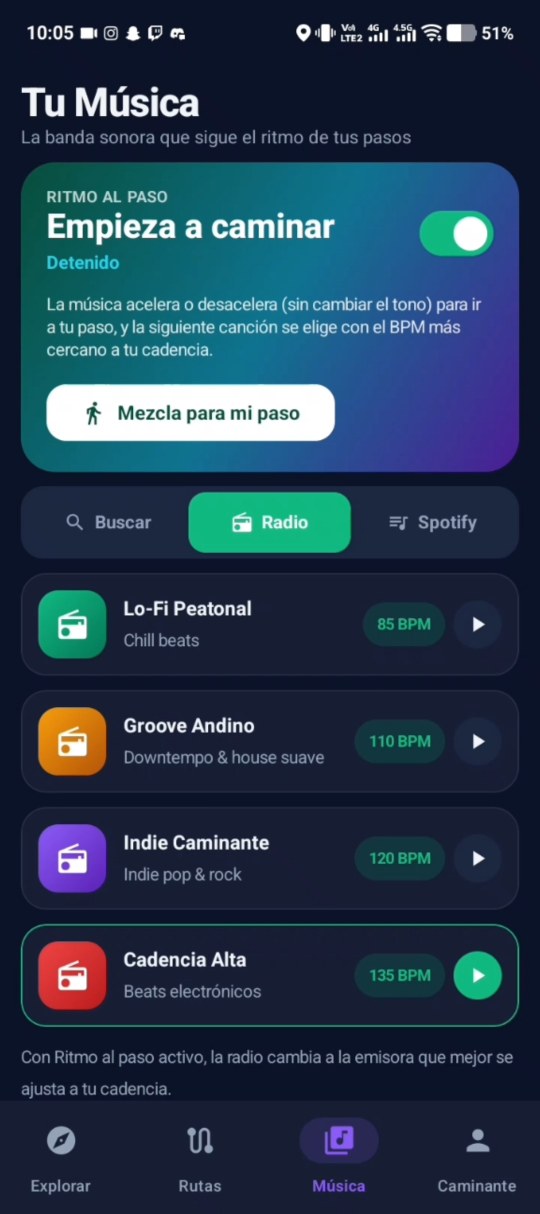 10:05
VoLTE2 4G 4.5G 51%
Tu Música
La banda sonora que sigue el ritmo de tus pasos
RITMO AL PASO
Empieza a caminar
Detenido
La música acelera o desacelera (sin cambiar el tono) para ir
a tu paso, y la siguiente canción se elige con el BPM más
cercano a tu cadencia.
Mezcla para mi paso
Buscar
Radio
Spotify
Lo-Fi Peatonal
Chill beats
85 BPM
Groove Andino
Downtempo & house suave
110 BPM
Indie Caminante
Indie pop & rock
120 BPM
Cadencia Alta
Beats electrónicos
135 BPM
Con Ritmo al paso activo, la radio cambia a la emisora que mejor se
ajusta a tu cadencia.
Explorar
Rutas
Música
Caminante